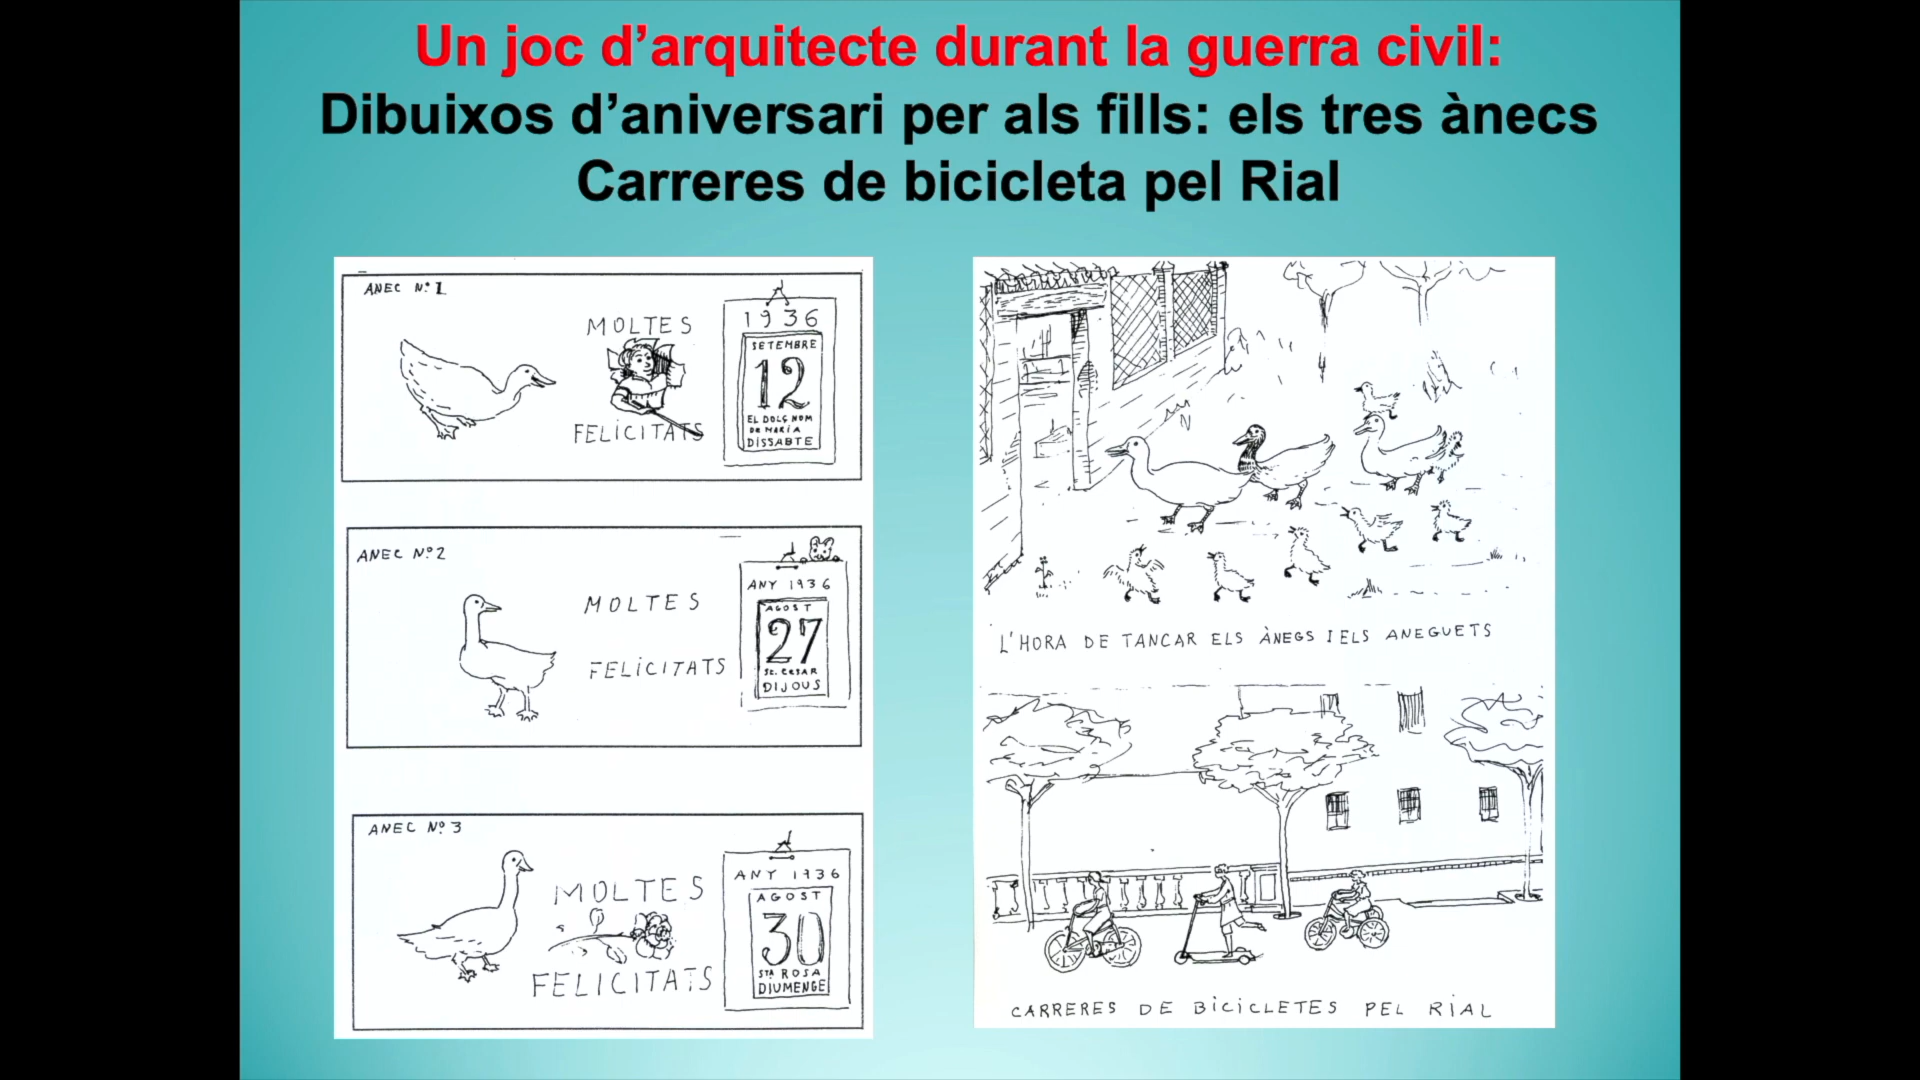 Un joc d’arquitecte durant la guerra civil:
Dibuixos d’aniversari per als fills: els tres ànecs
Carreres de bicicleta pel Rial
ANEC Nº 1
MOLTES
FELICITATS
1936
SETEMBRE
12
EL DOLÇ NOM
DE MARIA
DISSABTE
ANEC Nº 2
MOLTES
FELICITATS
ANY 1936
AGOST
27
ST. CESAR
DIJOUS
ANEC Nº 3
MOLTES
FELICITATS
ANY 1936
AGOST
30
STA ROSA
DIUMENGE
L'HORA DE TANCAR ELS ÀNEGS I ELS ANEGUETS
CARRERES DE BICICLETES PEL RIAL